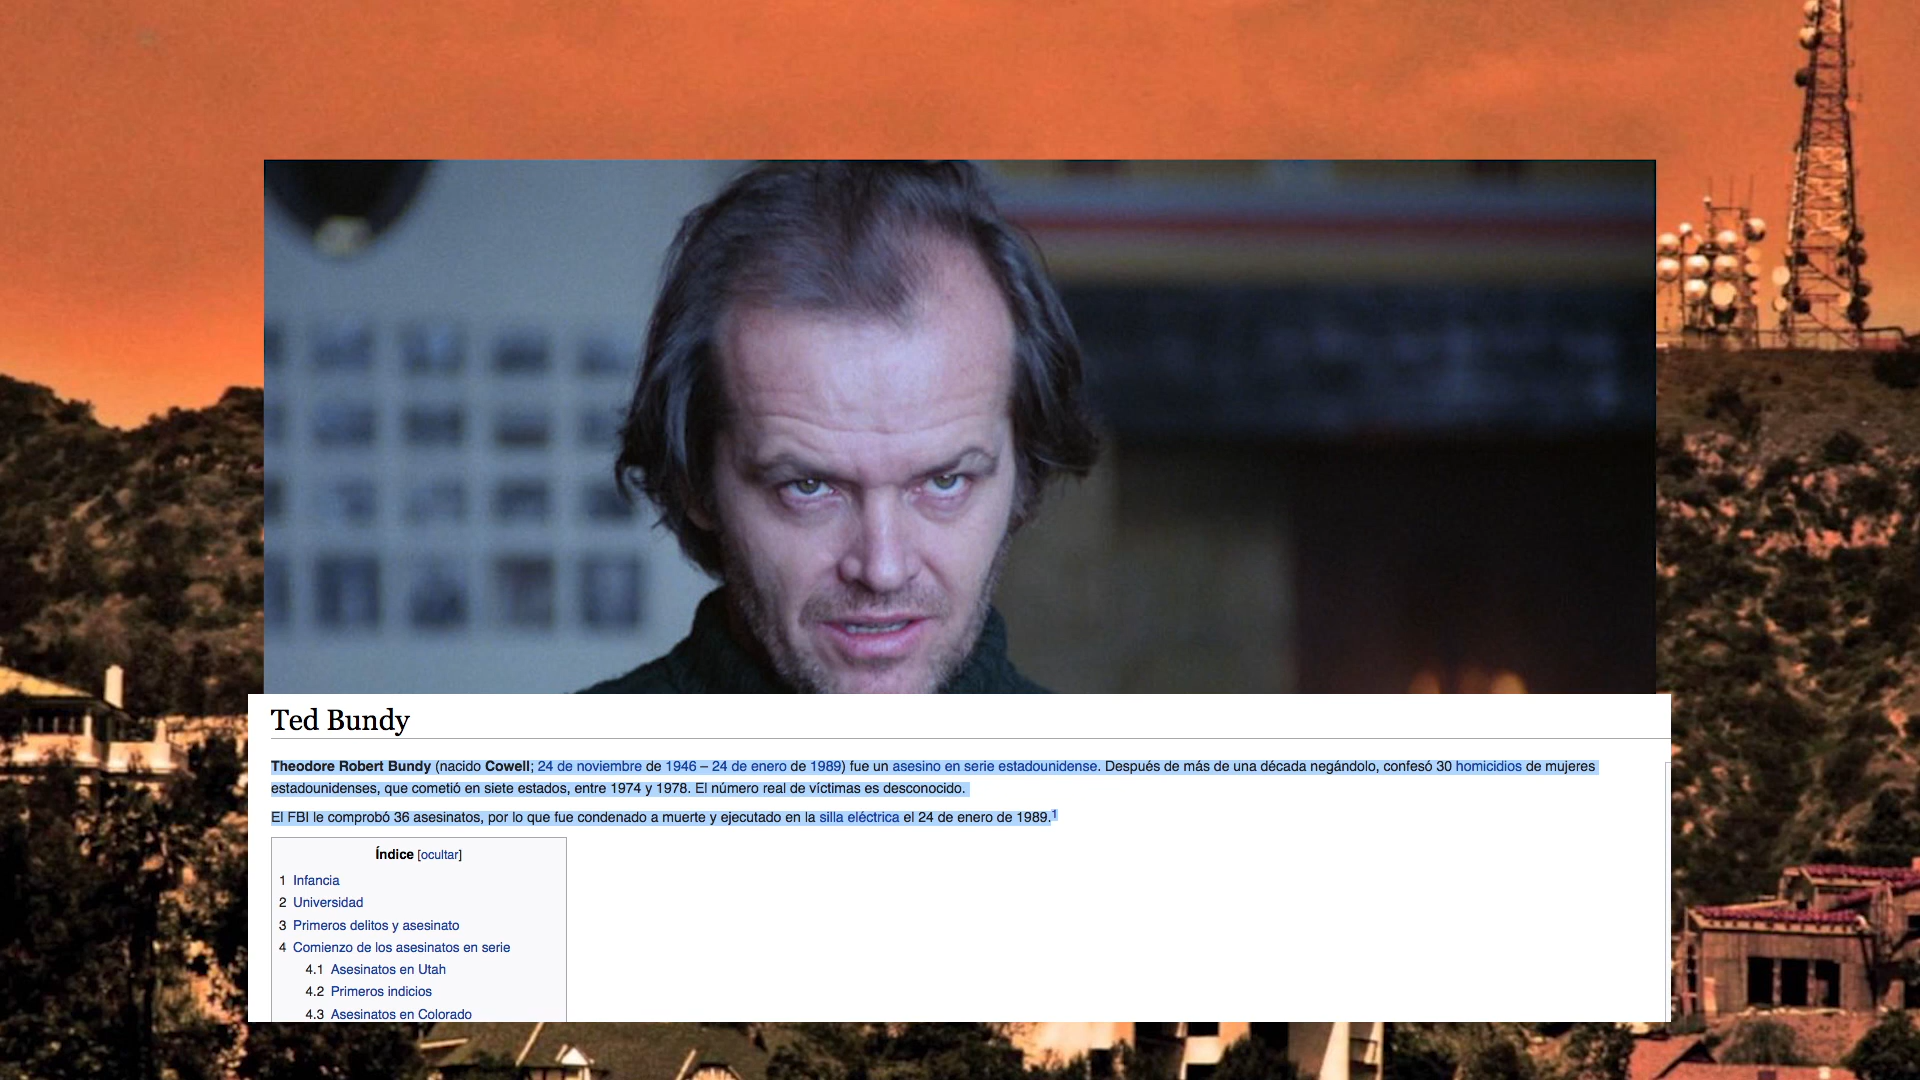 Ted Bundy
Theodore Robert Bundy (nacido Cowell; 24 de noviembre de 1946 – 24 de enero de 1989) fue un asesino en serie estadounidense. Después de más de una década negándolo, confesó 30 homicidios de mujeres
estadounidenses, que cometió en siete estados, entre 1974 y 1978. El número real de víctimas es desconocido.
El FBI le comprobó 36 asesinatos, por lo que fue condenado a muerte y ejecutado en la silla eléctrica el 24 de enero de 1989.1
Índice [ocultar]
1 Infancia
2 Universidad
3 Primeros delitos y asesinato
4 Comienzo de los asesinatos en serie
4.1 Asesinatos en Utah
4.2 Primeros indicios
4.3 Asesinatos en Colorado